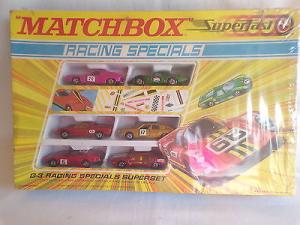 "MATCHBOX" Superfast
RACING SPECIALS
G-3 RACING SPECIALS SUPERSET